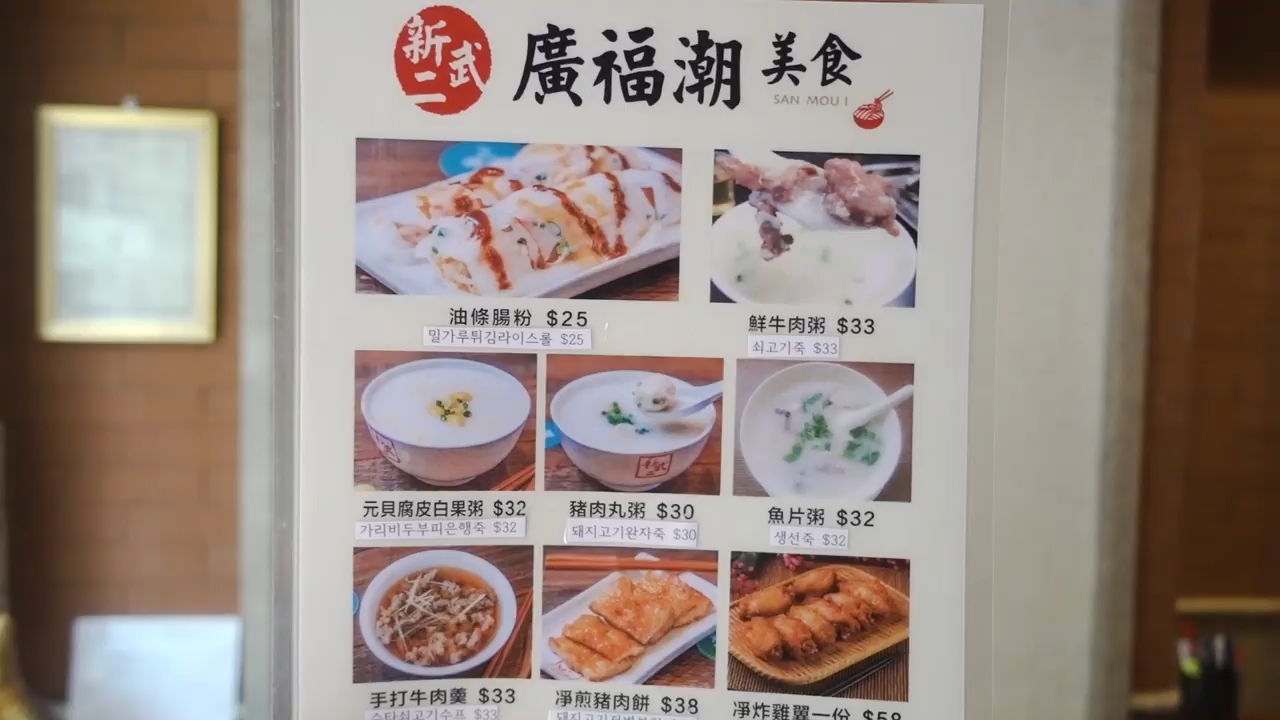 新武二
廣福潮美食
SAN MOU I
油條腸粉 $25
밀가루튀김라이스롤 $25
鮮牛肉粥 $33
쇠고기죽 $33
元貝腐皮白果粥 $32
가리비두부피은행죽 $32
豬肉丸粥 $30
돼지고기완자죽 $30
魚片粥 $32
생선죽 $32
手打牛肉羹 $33
수타쇠고기수프 $33
淨煎豬肉餅 $38
淨炸雞翼一份 $58